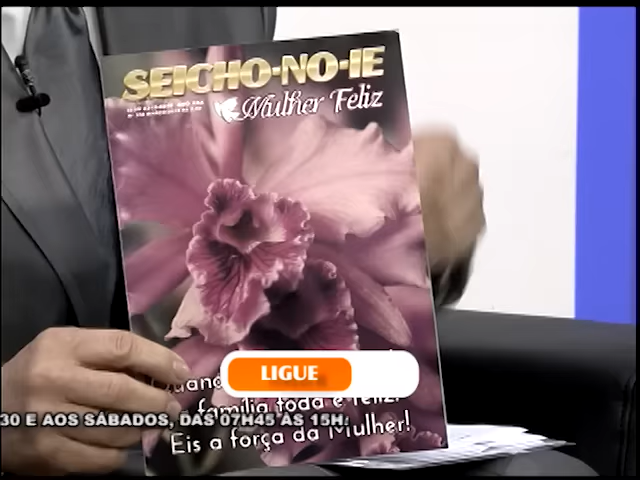 SEICHO-NO-IE
Mulher Feliz
LIGUE
família toda é feliz!
30 E AOS SÁBADOS, DAS 07H45 ÀS 15H.
Eis a força da Mulher!